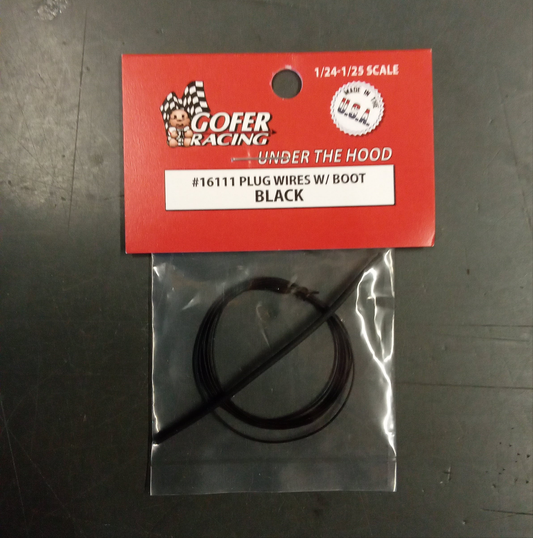 1/24-1/25 SCALE
MADE IN THE
U.S.A.
GOFER
RACING
UNDER THE HOOD
#16111 PLUG WIRES W/ BOOT
BLACK